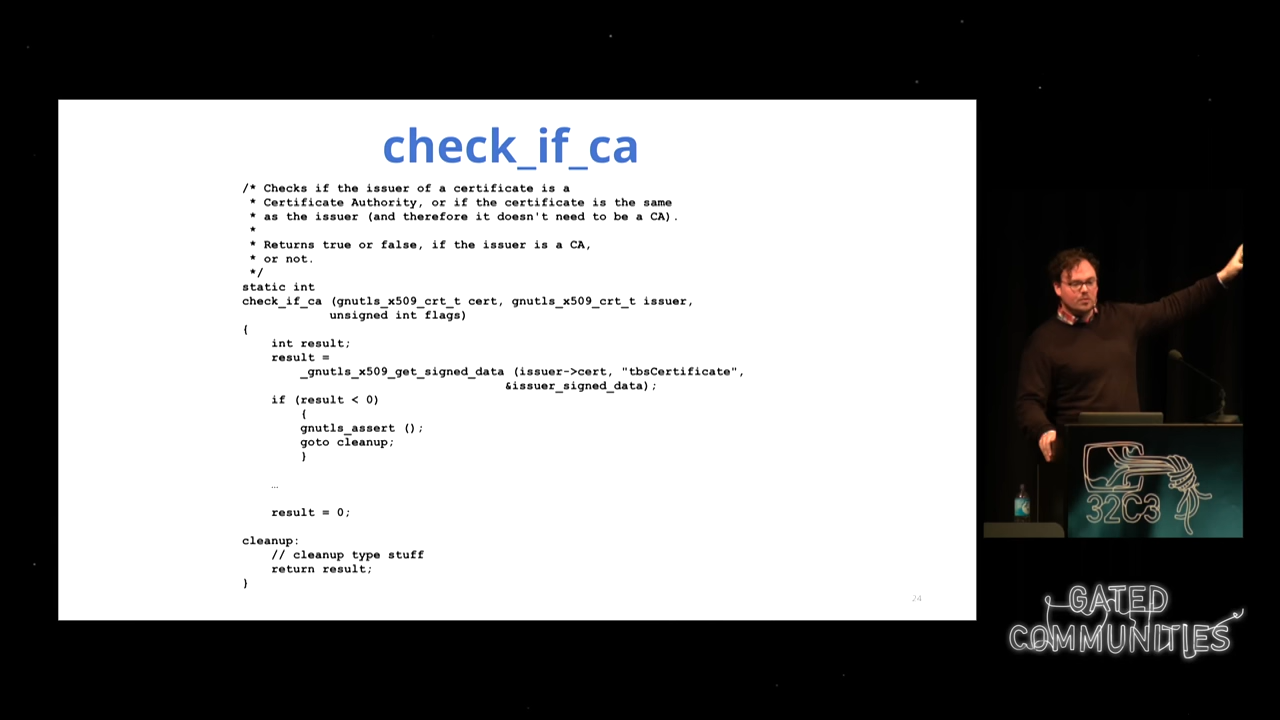 check_if_ca
/* Checks if the issuer of a certificate is a
 * Certificate Authority, or if the certificate is the same
 * as the issuer (and therefore it doesn't need to be a CA).
 *
 * Returns true or false, if the issuer is a CA,
 * or not.
 */
static int
check_if_ca (gnutls_x509_crt_t cert, gnutls_x509_crt_t issuer,
            unsigned int flags)
{
    int result;
    result =
        _gnutls_x509_get_signed_data (issuer->cert, "tbsCertificate",
                                    &issuer_signed_data);
    if (result < 0)
        {
        gnutls_assert ();
        goto cleanup;
        }
    …
    result = 0;
cleanup:
    // cleanup type stuff
    return result;
}
24
32C3
GATED
COMMUNITIES